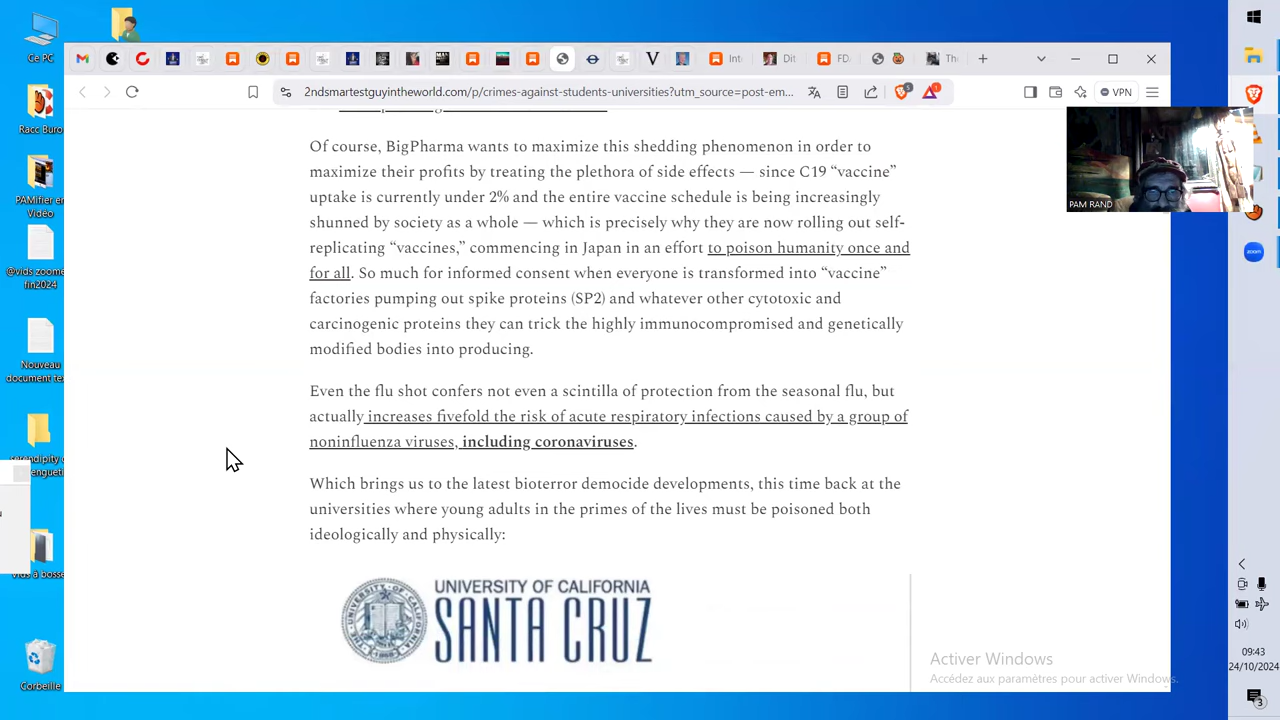 Ce PC
Racc Buro
PAMifier en
Vidéo
@vids zoome
fin2024
Nouveau
document tex
serendipity o
Vids à bosse
Corbeille
Int
Dit
FD
Th
2ndsmartestguyintheworld.com/p/crimes-against-students-universities?utm_source=post-em...
VPN
PAM RAND
zoom
Of course, BigPharma wants to maximize this shedding phenomenon in order to
maximize their profits by treating the plethora of side effects — since C19 “vaccine”
uptake is currently under 2% and the entire vaccine schedule is being increasingly
shunned by society as a whole — which is precisely why they are now rolling out self-
replicating “vaccines,” commencing in Japan in an effort to poison humanity once and
for all. So much for informed consent when everyone is transformed into “vaccine”
factories pumping out spike proteins (SP2) and whatever other cytotoxic and
carcinogenic proteins they can trick the highly immunocompromised and genetically
modified bodies into producing.
Even the flu shot confers not even a scintilla of protection from the seasonal flu, but
actually increases fivefold the risk of acute respiratory infections caused by a group of
noninfluenza viruses, including coronaviruses.
Which brings us to the latest bioterror democide developments, this time back at the
universities where young adults in the primes of the lives must be poisoned both
ideologically and physically:
UNIVERSITY OF CALIFORNIA
SANTA CRUZ
Activer Windows
Accédez aux paramètres pour activer Windows.
09:43
24/10/2024